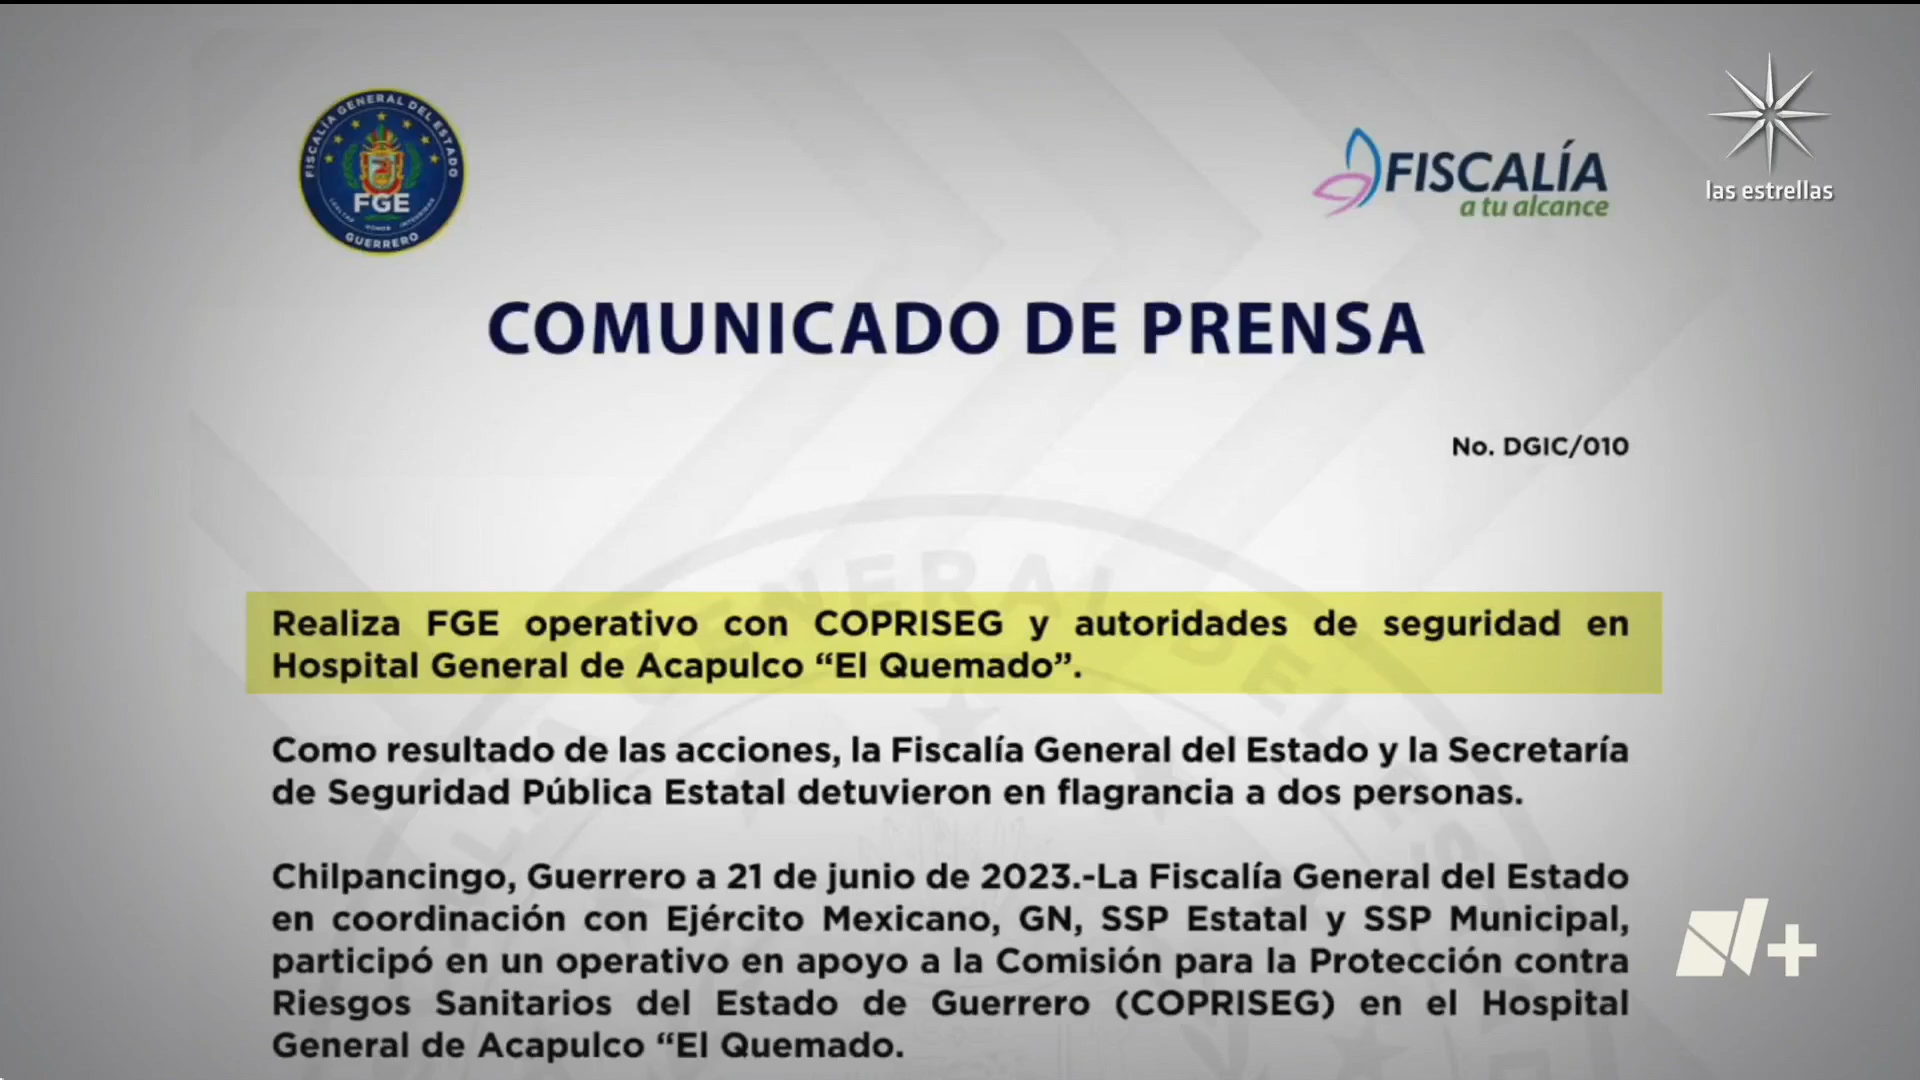 FISCALÍA GENERAL DEL ESTADO
FGE
GUERRERO
FISCALÍA
a tu alcance
las estrellas
COMUNICADO DE PRENSA
No. DGIC/010
Realiza FGE operativo con COPRISEG y autoridades de seguridad en
Hospital General de Acapulco “El Quemado”.
Como resultado de las acciones, la Fiscalía General del Estado y la Secretaría
de Seguridad Pública Estatal detuvieron en flagrancia a dos personas.
Chilpancingo, Guerrero a 21 de junio de 2023.-La Fiscalía General del Estado
en coordinación con Ejército Mexicano, GN, SSP Estatal y SSP Municipal,
participó en un operativo en apoyo a la Comisión para la Protección contra
Riesgos Sanitarios del Estado de Guerrero (COPRISEG) en el Hospital
General de Acapulco “El Quemado.
N+